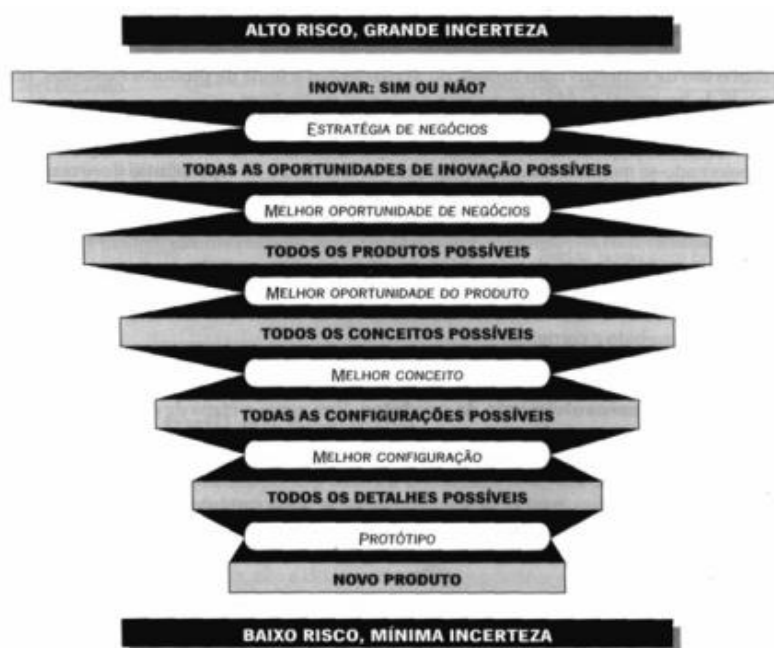 ALTO RISCO, GRANDE INCERTEZA
INOVAR: SIM OU NÃO?
ESTRATÉGIA DE NEGÓCIOS
TODAS AS OPORTUNIDADES DE INOVAÇÃO POSSÍVEIS
MELHOR OPORTUNIDADE DE NEGÓCIOS
TODOS OS PRODUTOS POSSÍVEIS
MELHOR OPORTUNIDADE DO PRODUTO
TODOS OS CONCEITOS POSSÍVEIS
MELHOR CONCEITO
TODAS AS CONFIGURAÇÕES POSSÍVEIS
MELHOR CONFIGURAÇÃO
TODOS OS DETALHES POSSÍVEIS
PROTÓTIPO
NOVO PRODUTO
BAIXO RISCO, MÍNIMA INCERTEZA